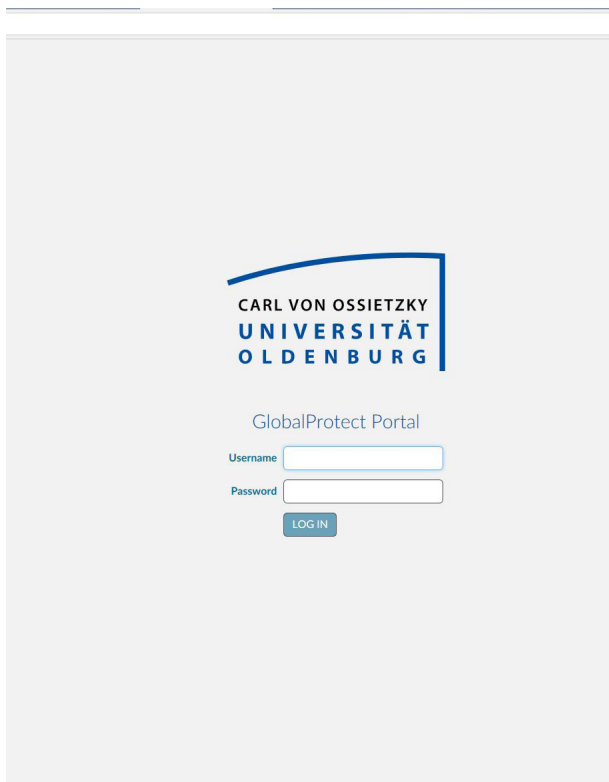 CARL VON OSSIETZKY
UNIVERSITÄT
OLDENBURG
GlobalProtect Portal
Username
Password
LOG IN